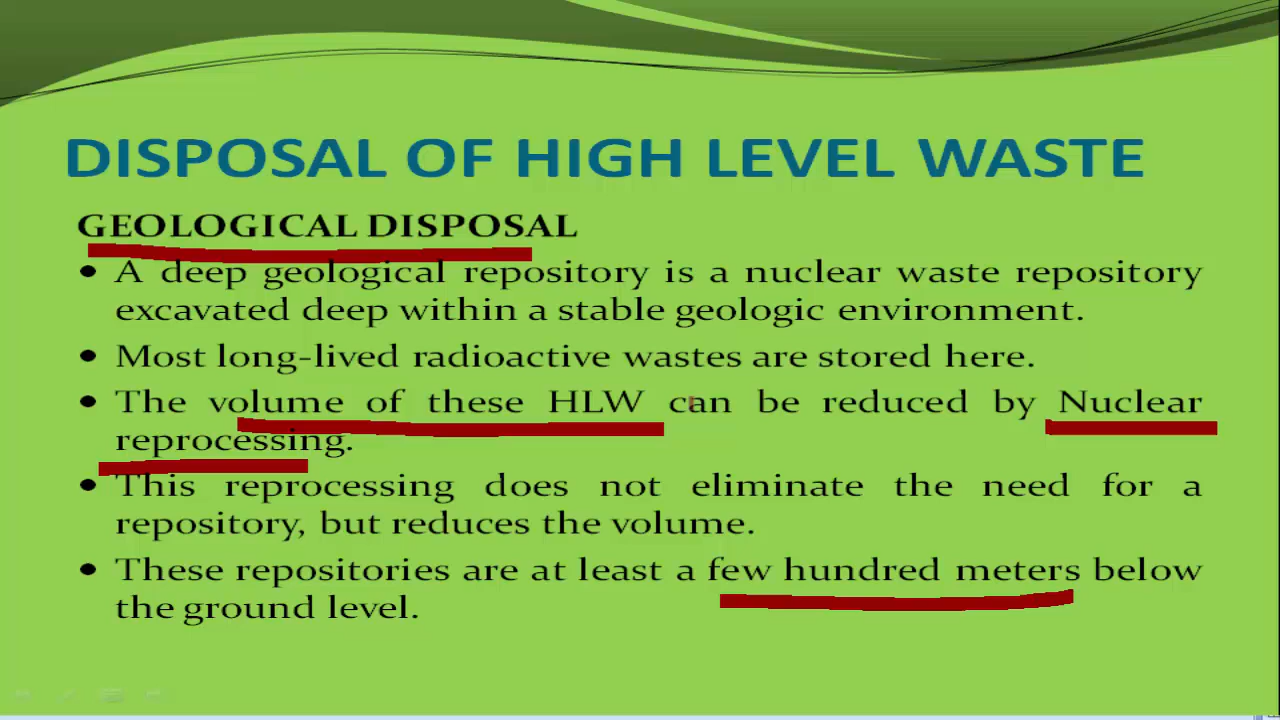 DISPOSAL OF HIGH LEVEL WASTE
GEOLOGICAL DISPOSAL
• A deep geological repository is a nuclear waste repository
excavated deep within a stable geologic environment.
• Most long-lived radioactive wastes are stored here.
• The volume of these HLW can be reduced by Nuclear
reprocessing.
• This reprocessing does not eliminate the need for a
repository, but reduces the volume.
• These repositories are at least a few hundred meters below
the ground level.